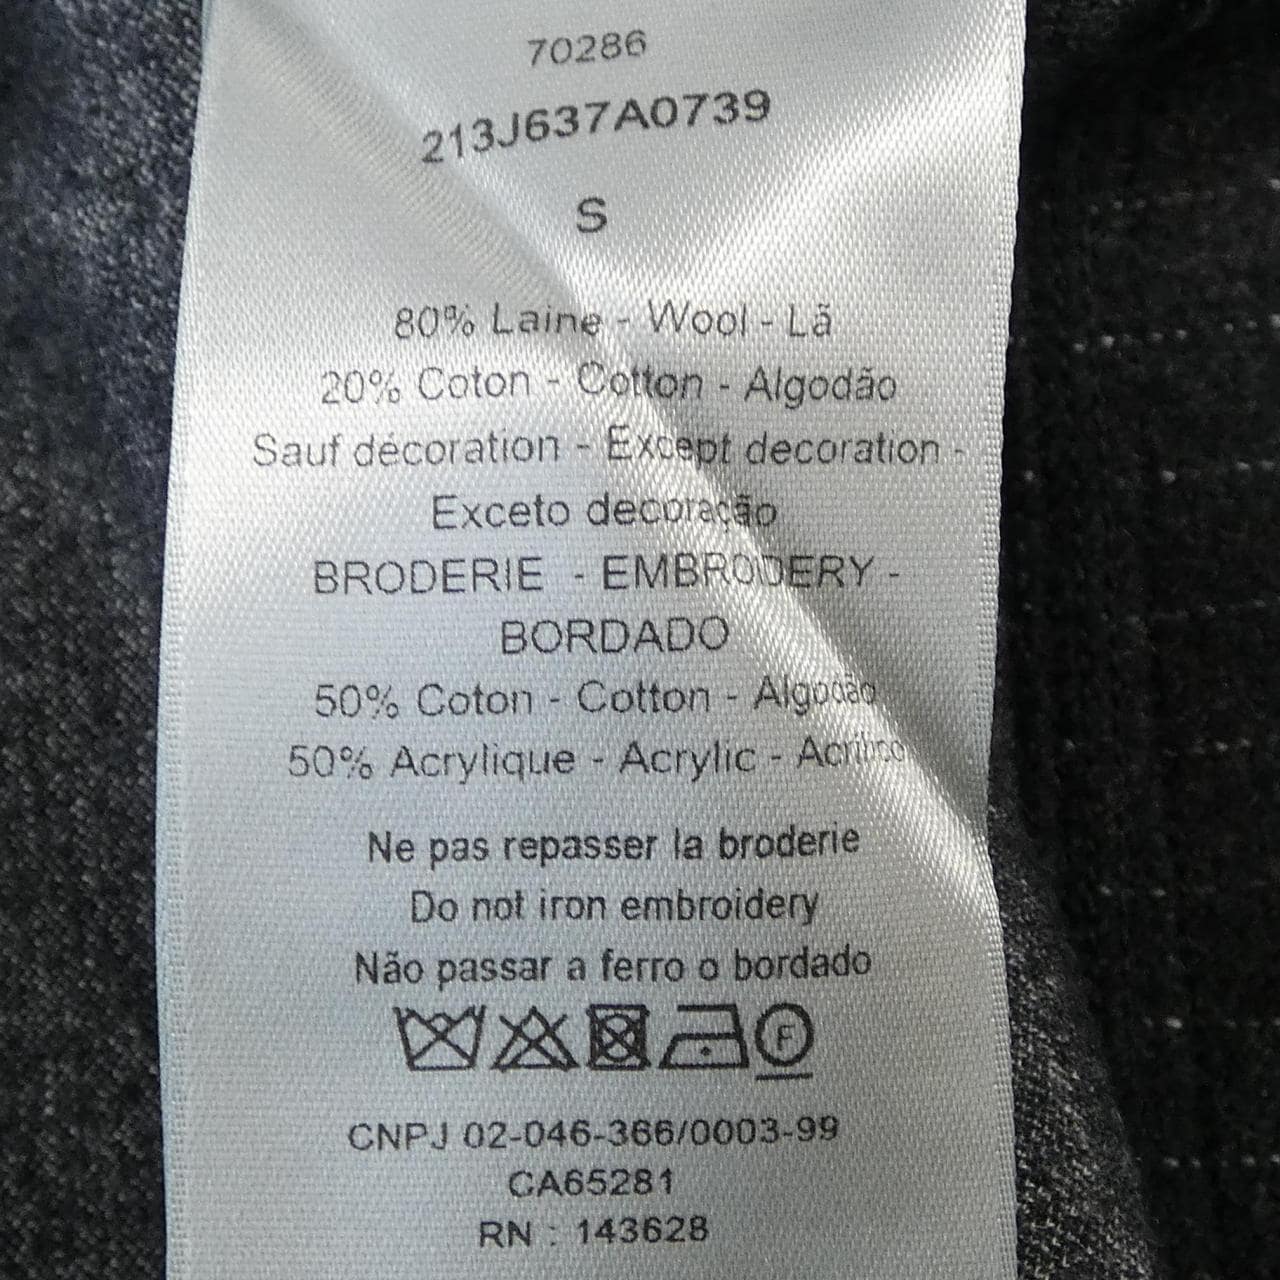 70286
213J637A0739
S
80% Laine - Wool - Lã
20% Coton - Cotton - Algodão
Sauf décoration - Except decoration -
Exceto decoração
BRODERIE - EMBRODERY -
BORDADO
50% Coton - Cotton - Algodão
50% Acrylique - Acrylic - Acrílico
Ne pas repasser la broderie
Do not iron embroidery
Não passar a ferro o bordado
F
CNPJ 02-046-366/0003-99
CA65281
RN : 143628